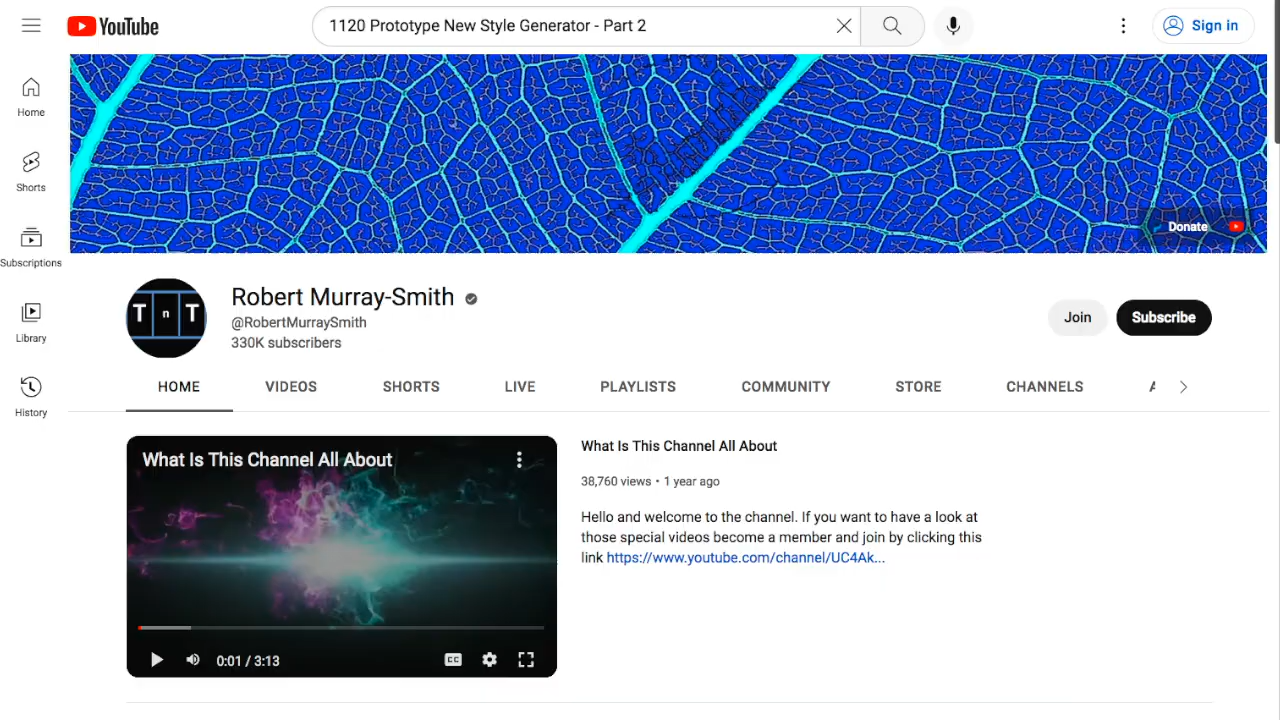 YouTube
1120 Prototype New Style Generator - Part 2
Sign in
Home
Shorts
Subscriptions
Library
History
Donate
T n T
Robert Murray-Smith
@RobertMurraySmith
330K subscribers
Join
Subscribe
HOME
VIDEOS
SHORTS
LIVE
PLAYLISTS
COMMUNITY
STORE
CHANNELS
What Is This Channel All About
0:01 / 3:13
CC
What Is This Channel All About
38,760 views • 1 year ago
Hello and welcome to the channel. If you want to have a look at
those special videos become a member and join by clicking this
link https://www.youtube.com/channel/UC4Ak...